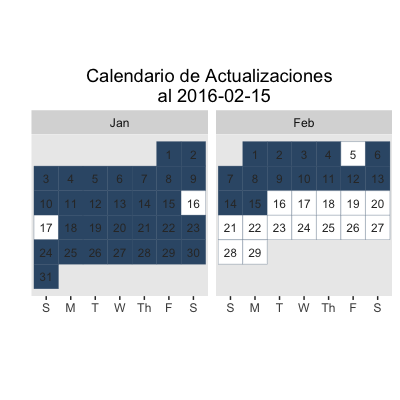 Calendario de Actualizaciones
al 2016-02-15
Jan
1 2
3 4 5 6 7 8 9
10 11 12 13 14 15 16
17 18 19 20 21 22 23
24 25 26 27 28 29 30
31
S M T W Th F S
Feb
1 2 3 4 5 6
7 8 9 10 11 12 13
14 15 16 17 18 19 20
21 22 23 24 25 26 27
28 29
S M T W Th F S